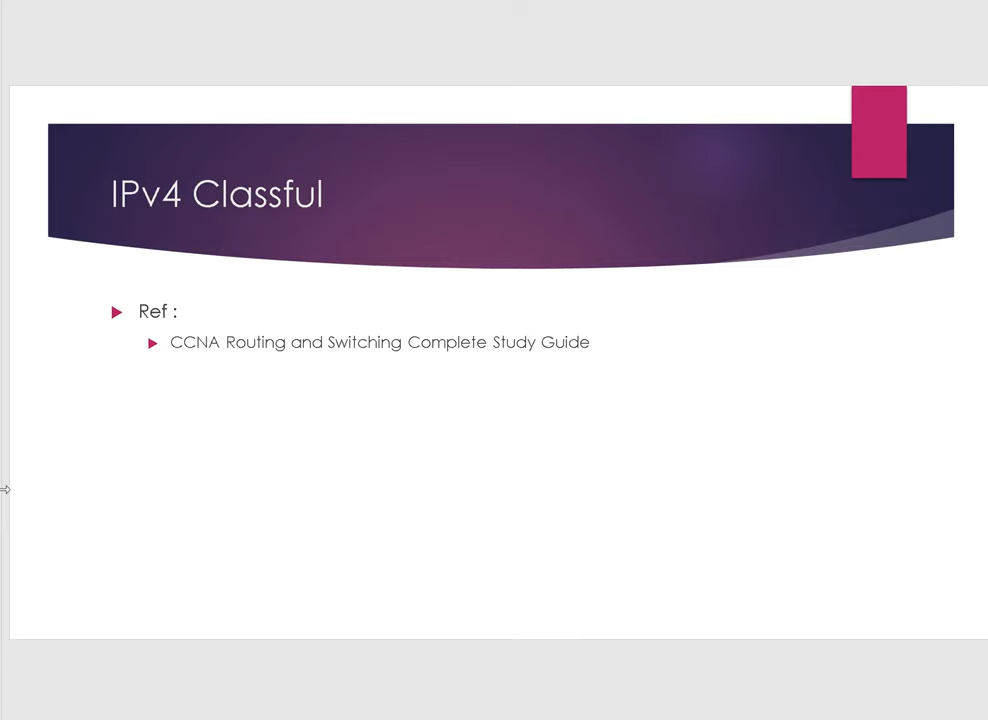 IPv4 Classful
Ref :
CCNA Routing and Switching Complete Study Guide